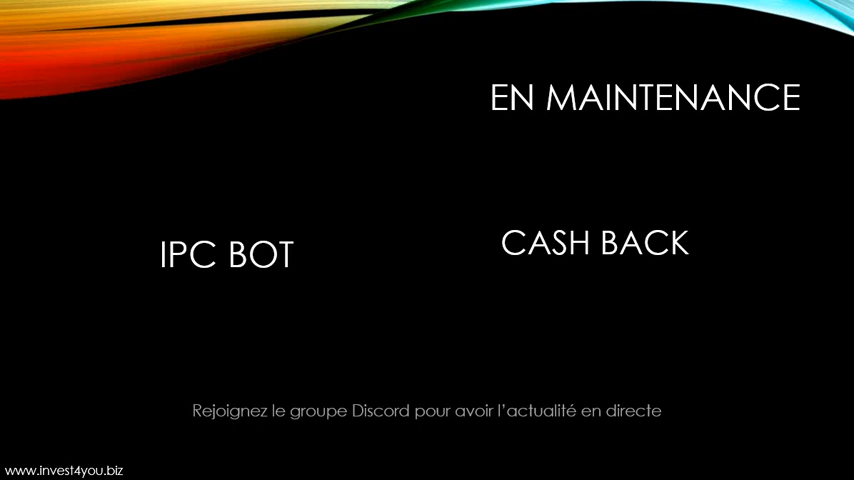 EN MAINTENANCE
IPC BOT
CASH BACK
Rejoignez le groupe Discord pour avoir l'actualité en directe
www.invest4you.biz